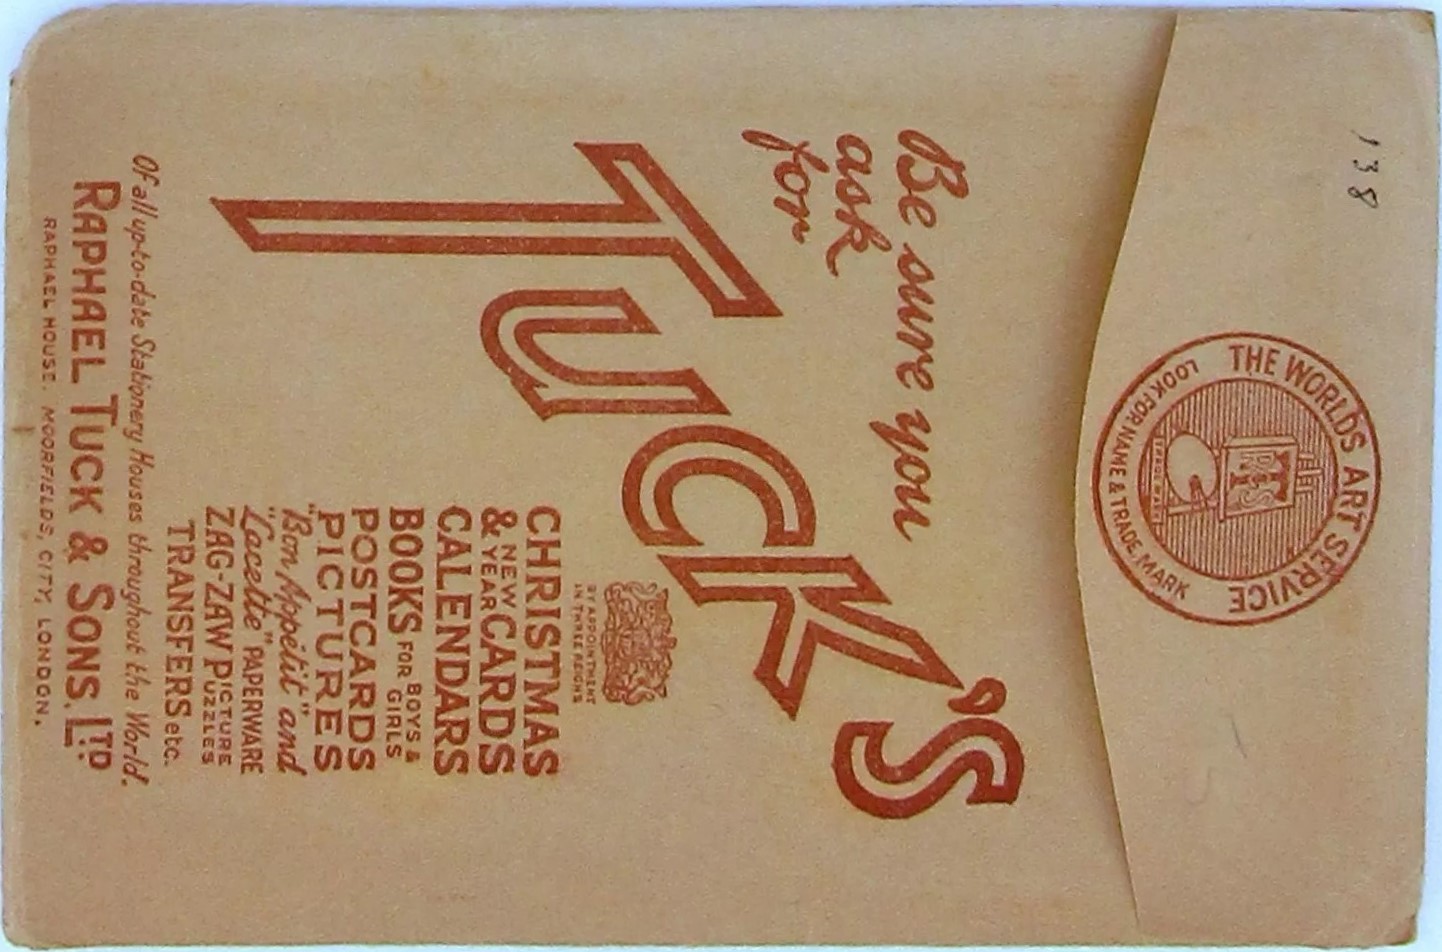 138
THE WORLD'S ART SERVICE
LOOK FOR NAME & TRADE MARK
Be sure you
ask
for
TUCK'S
BY APPOINTMENT
IN THREE REIGNS
CHRISTMAS
& NEW YEAR CARDS
CALENDARS
BOOKS FOR BOYS & GIRLS
POSTCARDS
PICTURES
"Bon Appétit" and
"Lacette" PAPERWARE
ZAG-ZAW PICTURE PUZZLES
TRANSFERS etc.
Of all up-to-date Stationery Houses throughout the World.
RAPHAEL TUCK & SONS. LTD
RAPHAEL HOUSE. MOORFIELDS, CITY, LONDON.